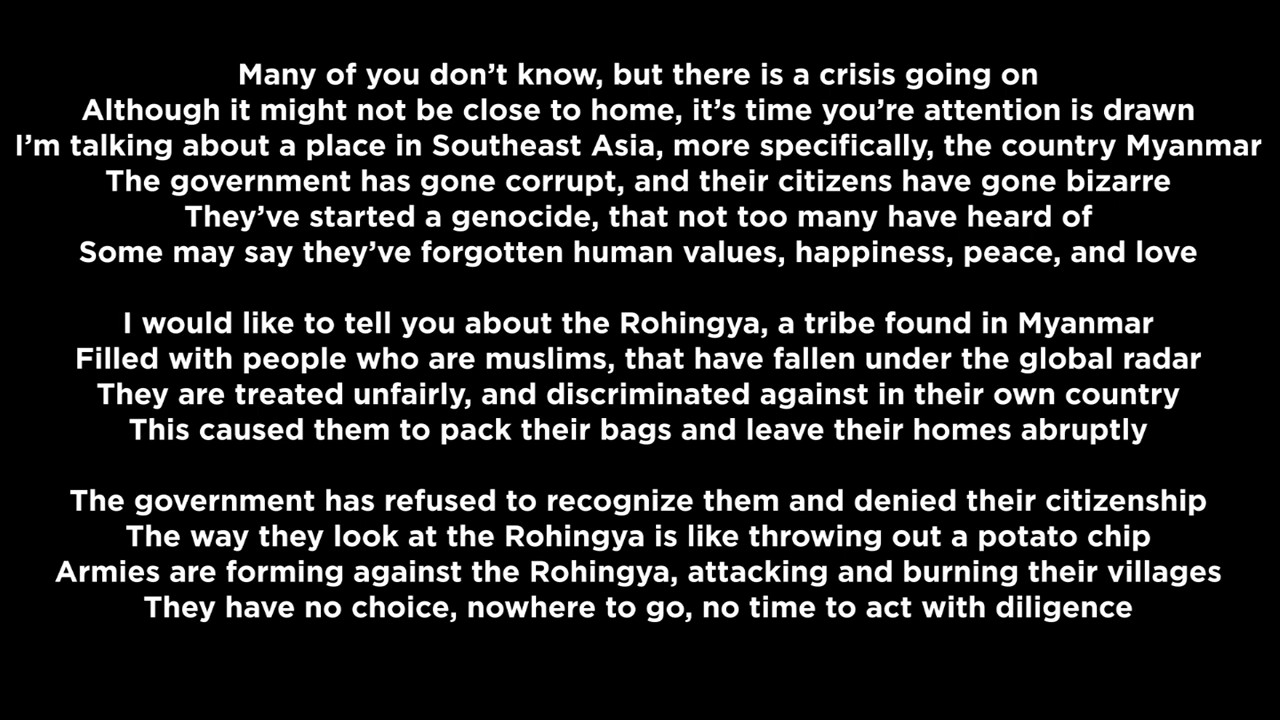 Many of you don’t know, but there is a crisis going on
Although it might not be close to home, it’s time you’re attention is drawn
I’m talking about a place in Southeast Asia, more specifically, the country Myanmar
The government has gone corrupt, and their citizens have gone bizarre
They’ve started a genocide, that not too many have heard of
Some may say they’ve forgotten human values, happiness, peace, and love
I would like to tell you about the Rohingya, a tribe found in Myanmar
Filled with people who are muslims, that have fallen under the global radar
They are treated unfairly, and discriminated against in their own country
This caused them to pack their bags and leave their homes abruptly
The government has refused to recognize them and denied their citizenship
The way they look at the Rohingya is like throwing out a potato chip
Armies are forming against the Rohingya, attacking and burning their villages
They have no choice, nowhere to go, no time to act with diligence